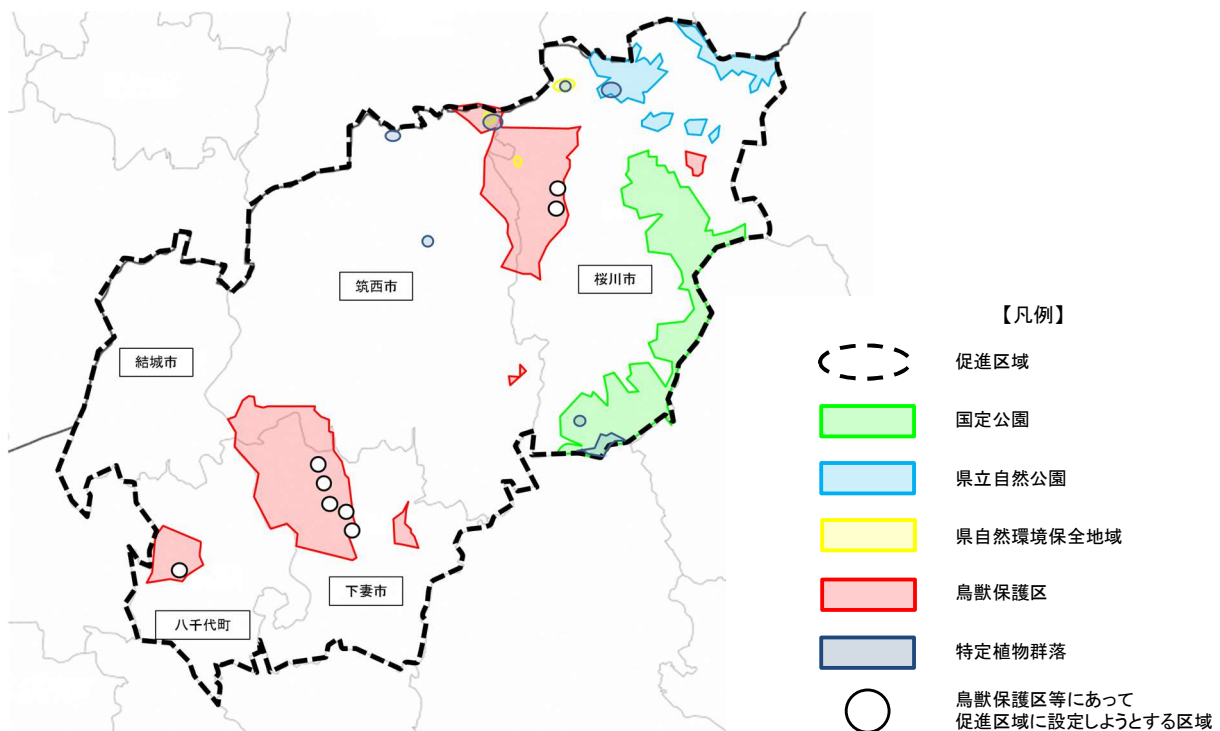 筑西市
桜川市
結城市
下妻市
八千代町
【凡例】
促進区域
国定公園
県立自然公園
県自然環境保全地域
鳥獣保護区
特定植物群落
鳥獣保護区等にあって
促進区域に設定しようとする区域